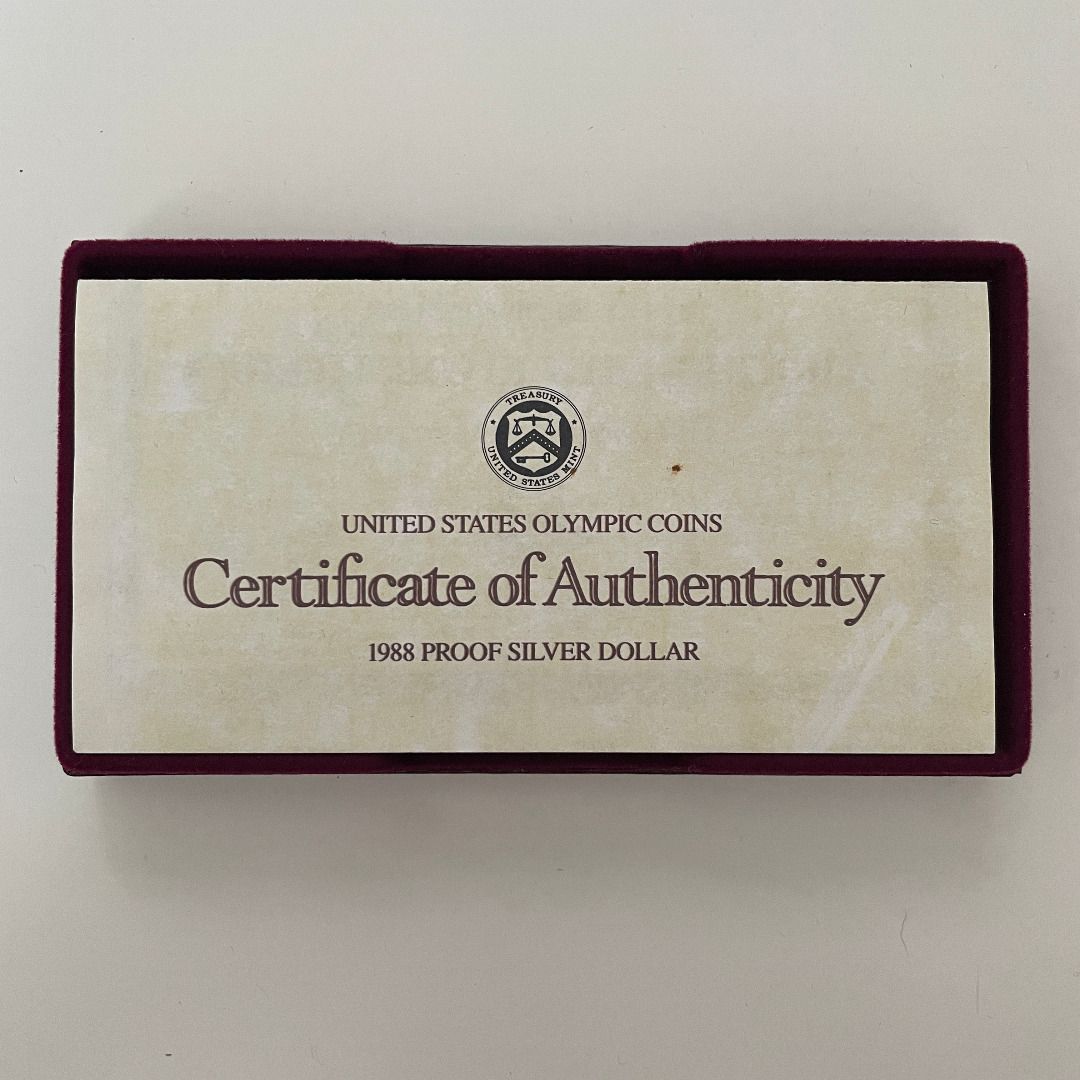 TREASURY
UNITED STATES MINT
UNITED STATES OLYMPIC COINS
Certificate of Authenticity
1988 PROOF SILVER DOLLAR